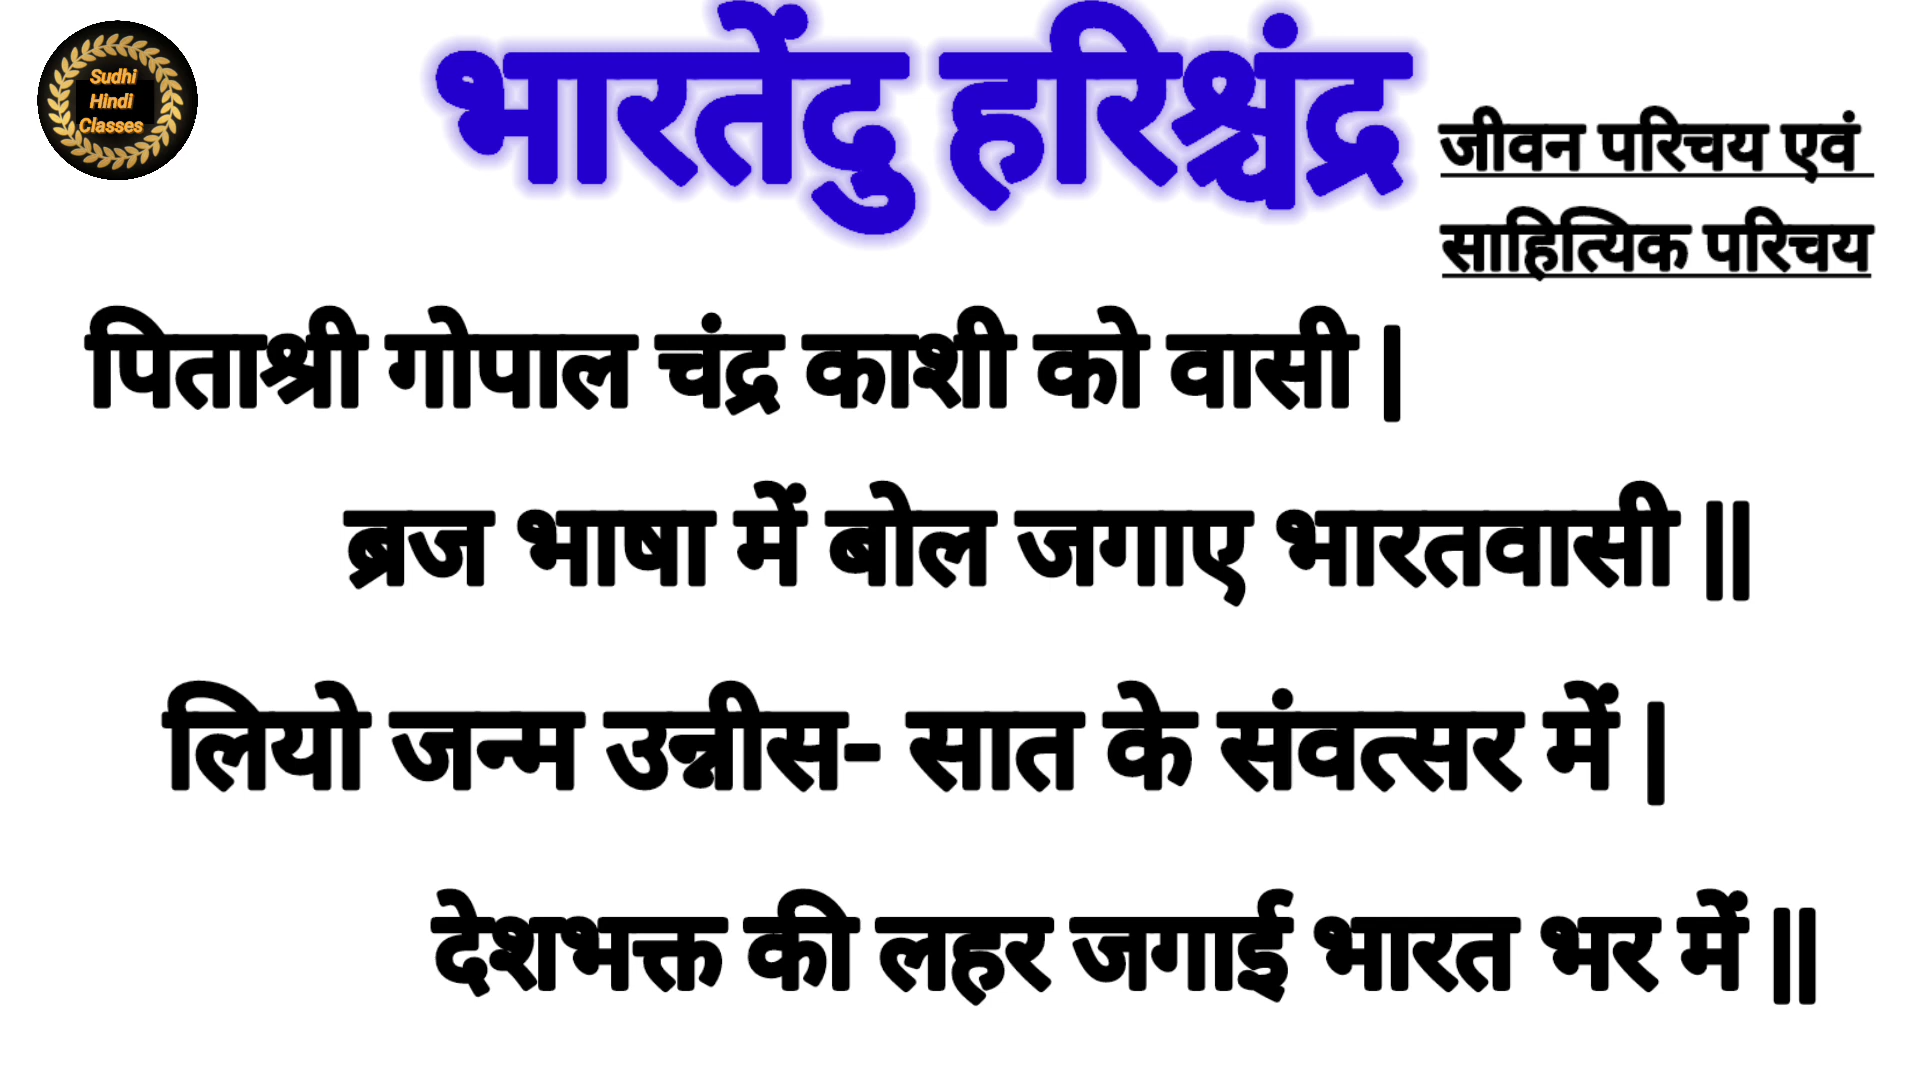 Sudhi
Hindi
Classes
भारतेंदु हरिश्चंद्र
जीवन परिचय एवं
साहित्यिक परिचय
पिताश्री गोपाल चंद्र काशी को वासी |
ब्रज भाषा में बोल जगाए भारतवासी ||
लियो जन्म उन्नीस- सात के संवत्सर में |
देशभक्त की लहर जगाई भारत भर में ||